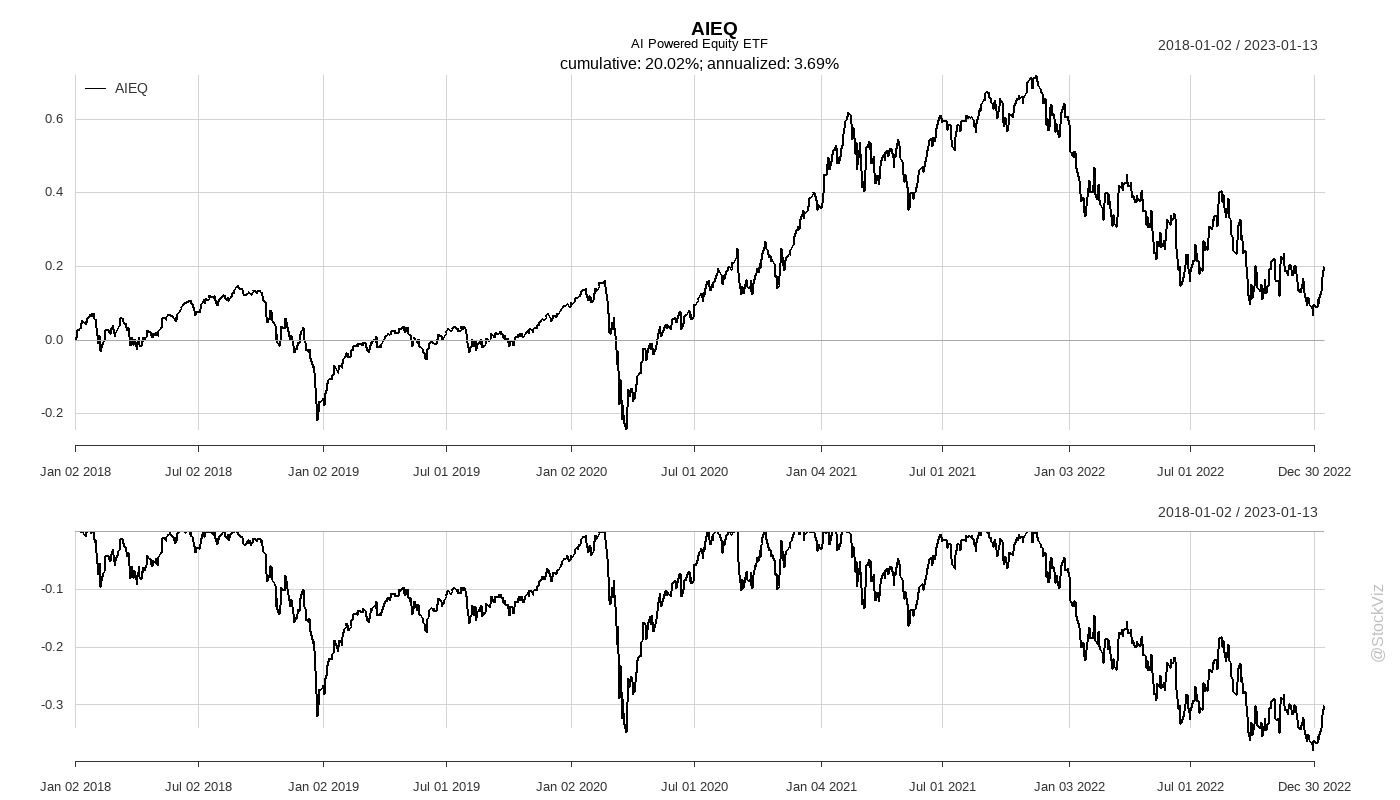 AIEQ
AI Powered Equity ETF
cumulative: 20.02%; annualized: 3.69%
2018-01-02 / 2023-01-13
AIEQ
0.6
0.4
0.2
0.0
-0.2
Jan 02 2018 Jul 02 2018 Jan 02 2019 Jul 01 2019 Jan 02 2020 Jul 01 2020 Jan 04 2021 Jul 01 2021 Jan 03 2022 Jul 01 2022 Dec 30 2022
2018-01-02 / 2023-01-13
-0.1
-0.2
-0.3
Jan 02 2018 Jul 02 2018 Jan 02 2019 Jul 01 2019 Jan 02 2020 Jul 01 2020 Jan 04 2021 Jul 01 2021 Jan 03 2022 Jul 01 2022 Dec 30 2022
@StockViz